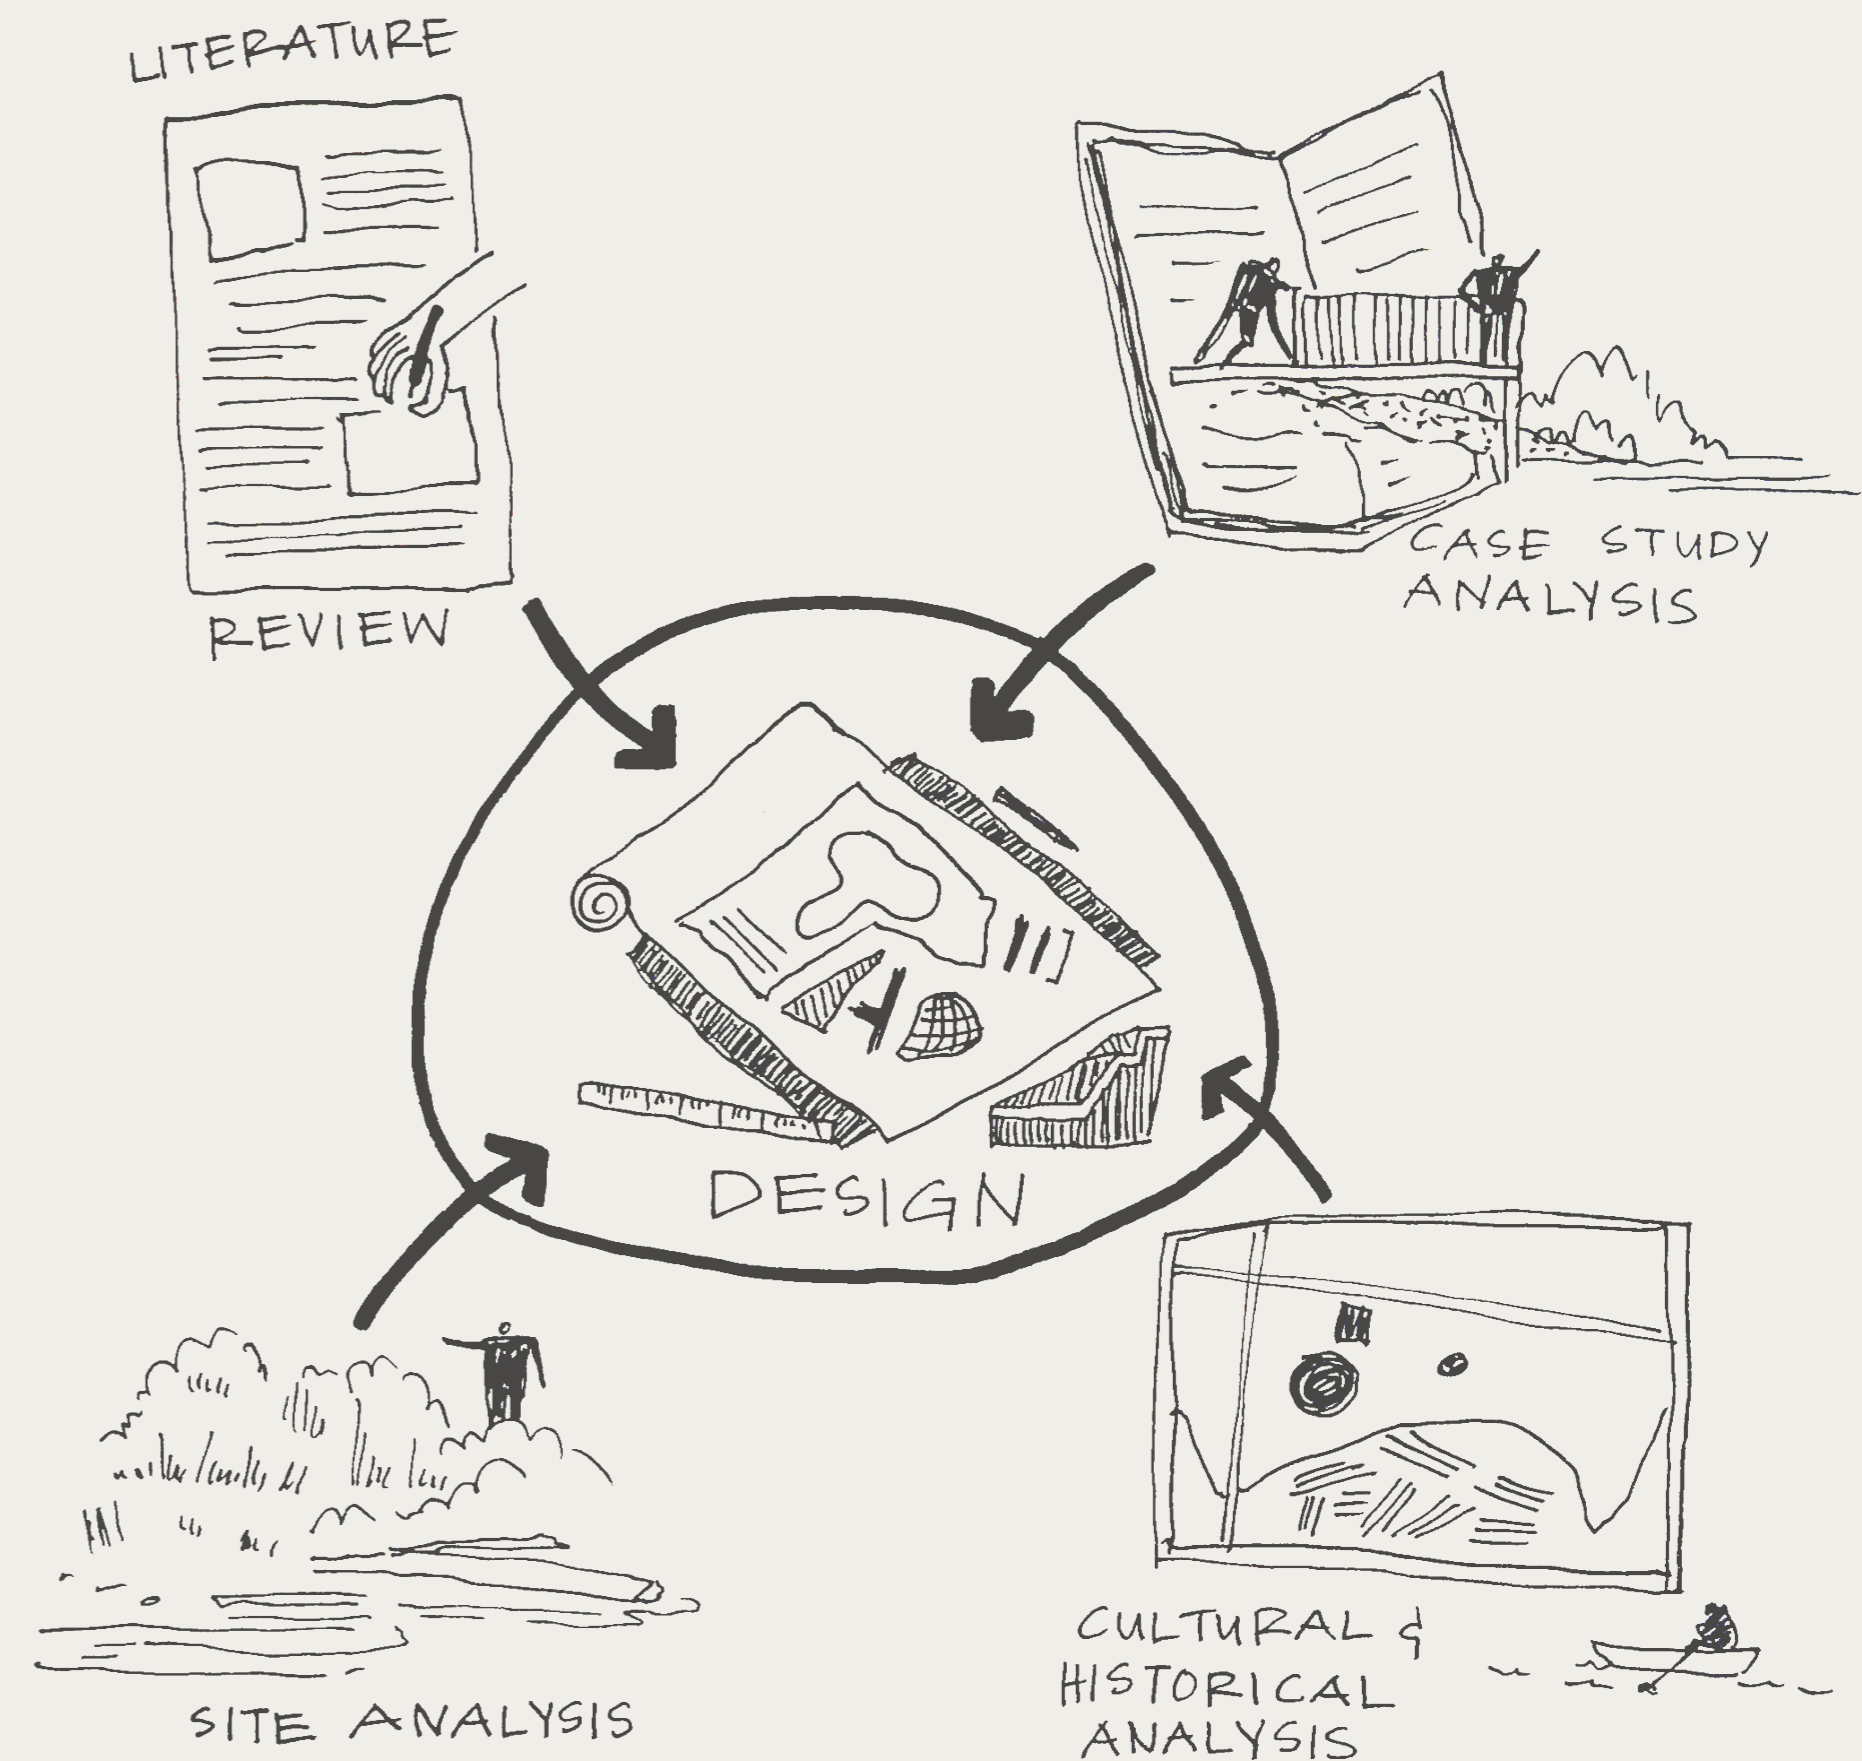 LITERATURE
REVIEW
CASE STUDY
ANALYSIS
DESIGN
SITE ANALYSIS
CULTURAL &
HISTORICAL
ANALYSIS